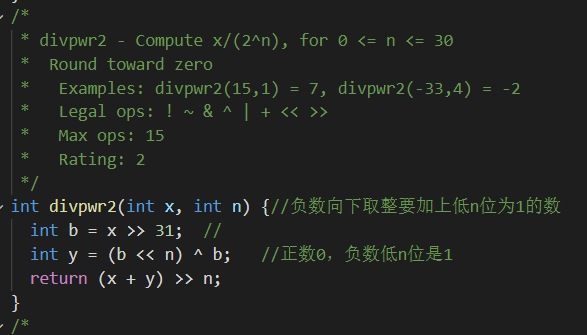 /*
 * divpwr2 - Compute x/(2^n), for 0 <= n <= 30
 *  Round toward zero
 *   Examples: divpwr2(15,1) = 7, divpwr2(-33,4) = -2
 *   Legal ops: ! ~ & ^ | + << >>
 *   Max ops: 15
 *   Rating: 2
 */
int divpwr2(int x, int n) {//负数向下取整要加上低n位为1的数
  int b = x >> 31;  //
  int y = (b << n) ^ b;   //正数0，负数低n位是1
  return (x + y) >> n;
}
/*